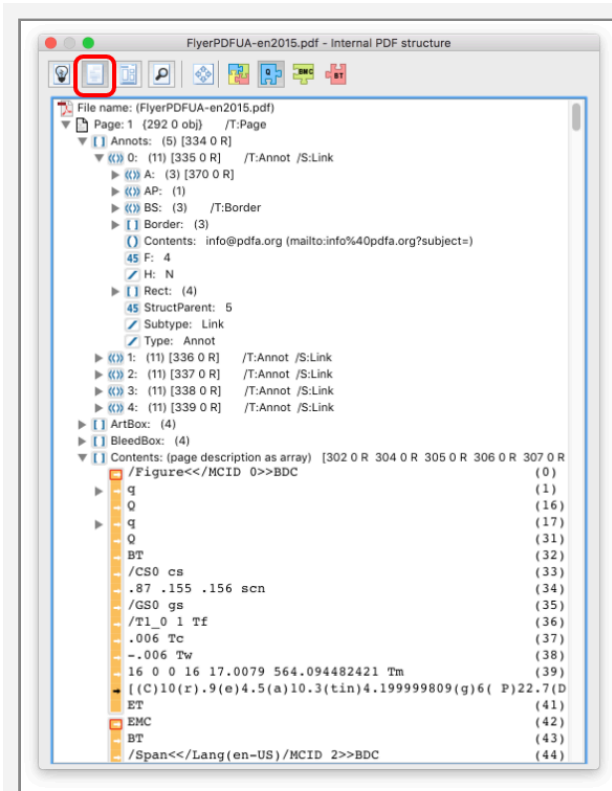 FlyerPDFUA-en2015.pdf - Internal PDF structure
Q EMC BT
File name: (FlyerPDFUA-en2015.pdf)
Page: 1 {292 0 obj} /T:Page
[ ] Annots: (5) [334 0 R]
⟨⟨⟩⟩ 0: (11) [335 0 R] /T:Annot /S:Link
⟨⟨⟩⟩ A: (3) [370 0 R]
⟨⟨⟩⟩ AP: (1)
⟨⟨⟩⟩ BS: (3) /T:Border
[ ] Border: (3)
() Contents: info@pdfa.org (mailto:info%40pdfa.org?subject=)
45 F: 4
H: N
[ ] Rect: (4)
45 StructParent: 5
Subtype: Link
Type: Annot
⟨⟨⟩⟩ 1: (11) [336 0 R] /T:Annot /S:Link
⟨⟨⟩⟩ 2: (11) [337 0 R] /T:Annot /S:Link
⟨⟨⟩⟩ 3: (11) [338 0 R] /T:Annot /S:Link
⟨⟨⟩⟩ 4: (11) [339 0 R] /T:Annot /S:Link
[ ] ArtBox: (4)
[ ] BleedBox: (4)
[ ] Contents: (page description as array) [302 0 R 304 0 R 305 0 R 306 0 R 307 0 R
/Figure<</MCID 0>>BDC (0)
q (1)
Q (16)
q (17)
Q (31)
BT (32)
/CS0 cs (33)
.87 .155 .156 scn (34)
/GS0 gs (35)
/T1_0 1 Tf (36)
.006 Tc (37)
-.006 Tw (38)
16 0 0 16 17.0079 564.094482421 Tm (39)
[(C)10(r).9(e)4.5(a)10.3(tin)4.199999809(g)6( P)22.7(D
ET (41)
EMC (42)
BT (43)
/Span<</Lang(en-US)/MCID 2>>BDC (44)